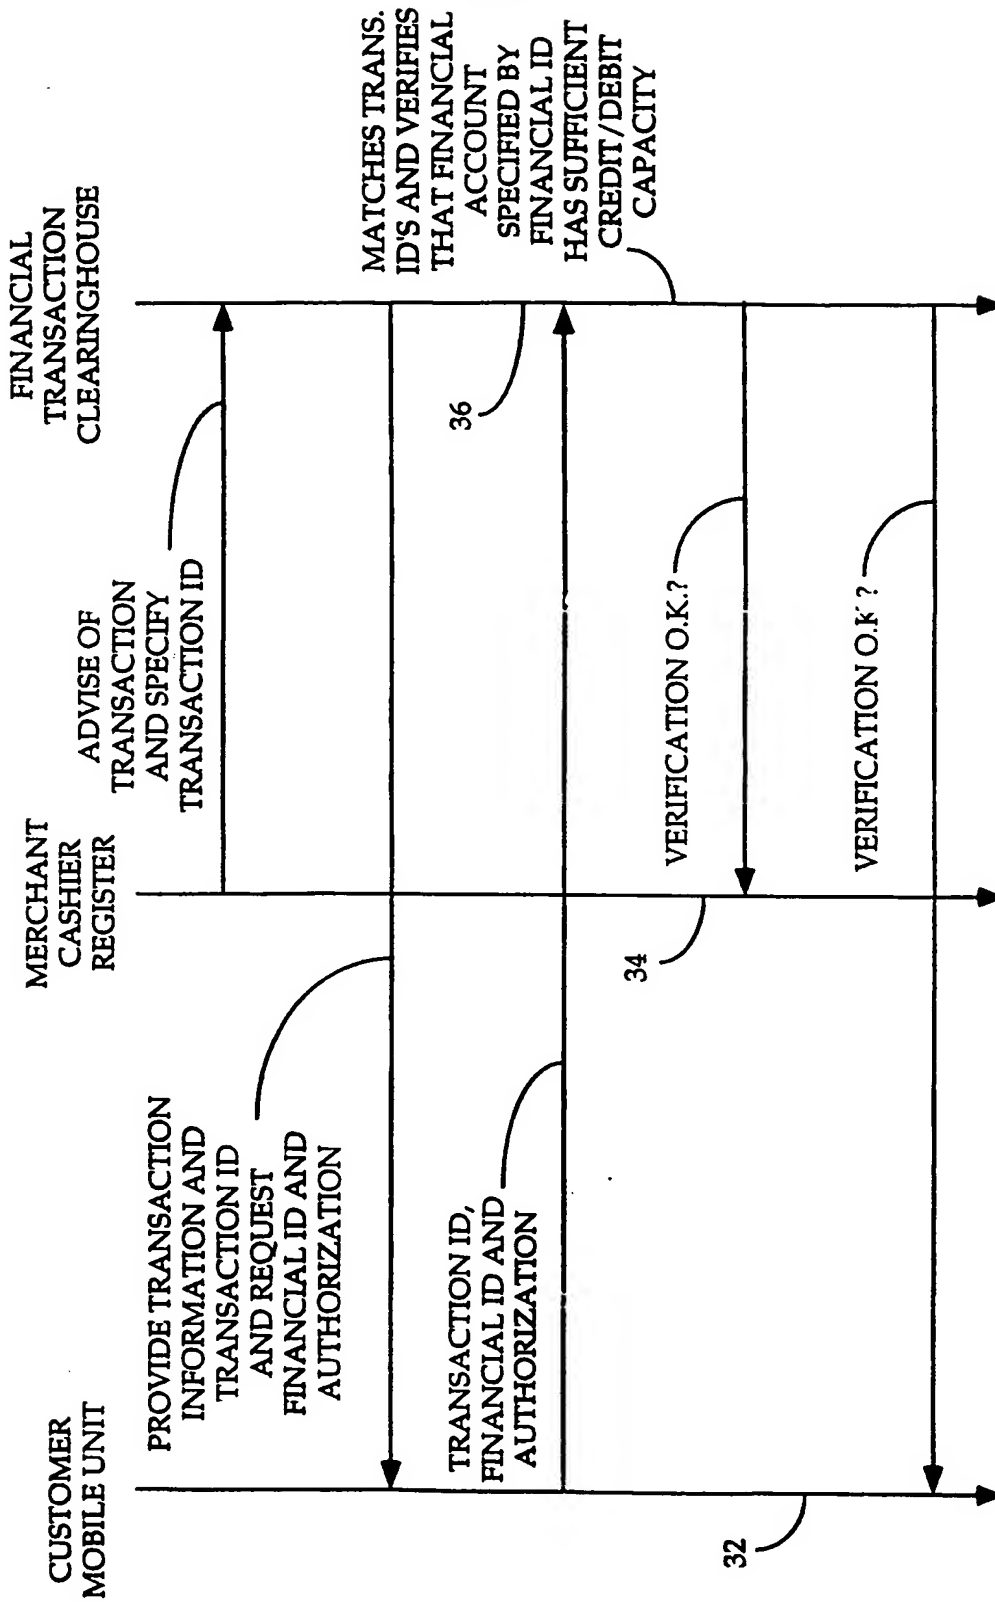 CUSTOMER
MOBILE UNIT
MERCHANT
CASHIER
REGISTER
FINANCIAL
TRANSACTION
CLEARINGHOUSE
ADVISE OF
TRANSACTION
AND SPECIFY
TRANSACTION ID
PROVIDE TRANSACTION
INFORMATION AND
TRANSACTION ID
AND REQUEST
FINANCIAL ID AND
AUTHORIZATION
36
MATCHES TRANS.
ID'S AND VERIFIES
THAT FINANCIAL
ACCOUNT
SPECIFIED BY
FINANCIAL ID
HAS SUFFICIENT
CREDIT/DEBIT
CAPACITY
TRANSACTION ID,
FINANCIAL ID AND
AUTHORIZATION
34
VERIFICATION O.K.?
32
VERIFICATION O.K ?